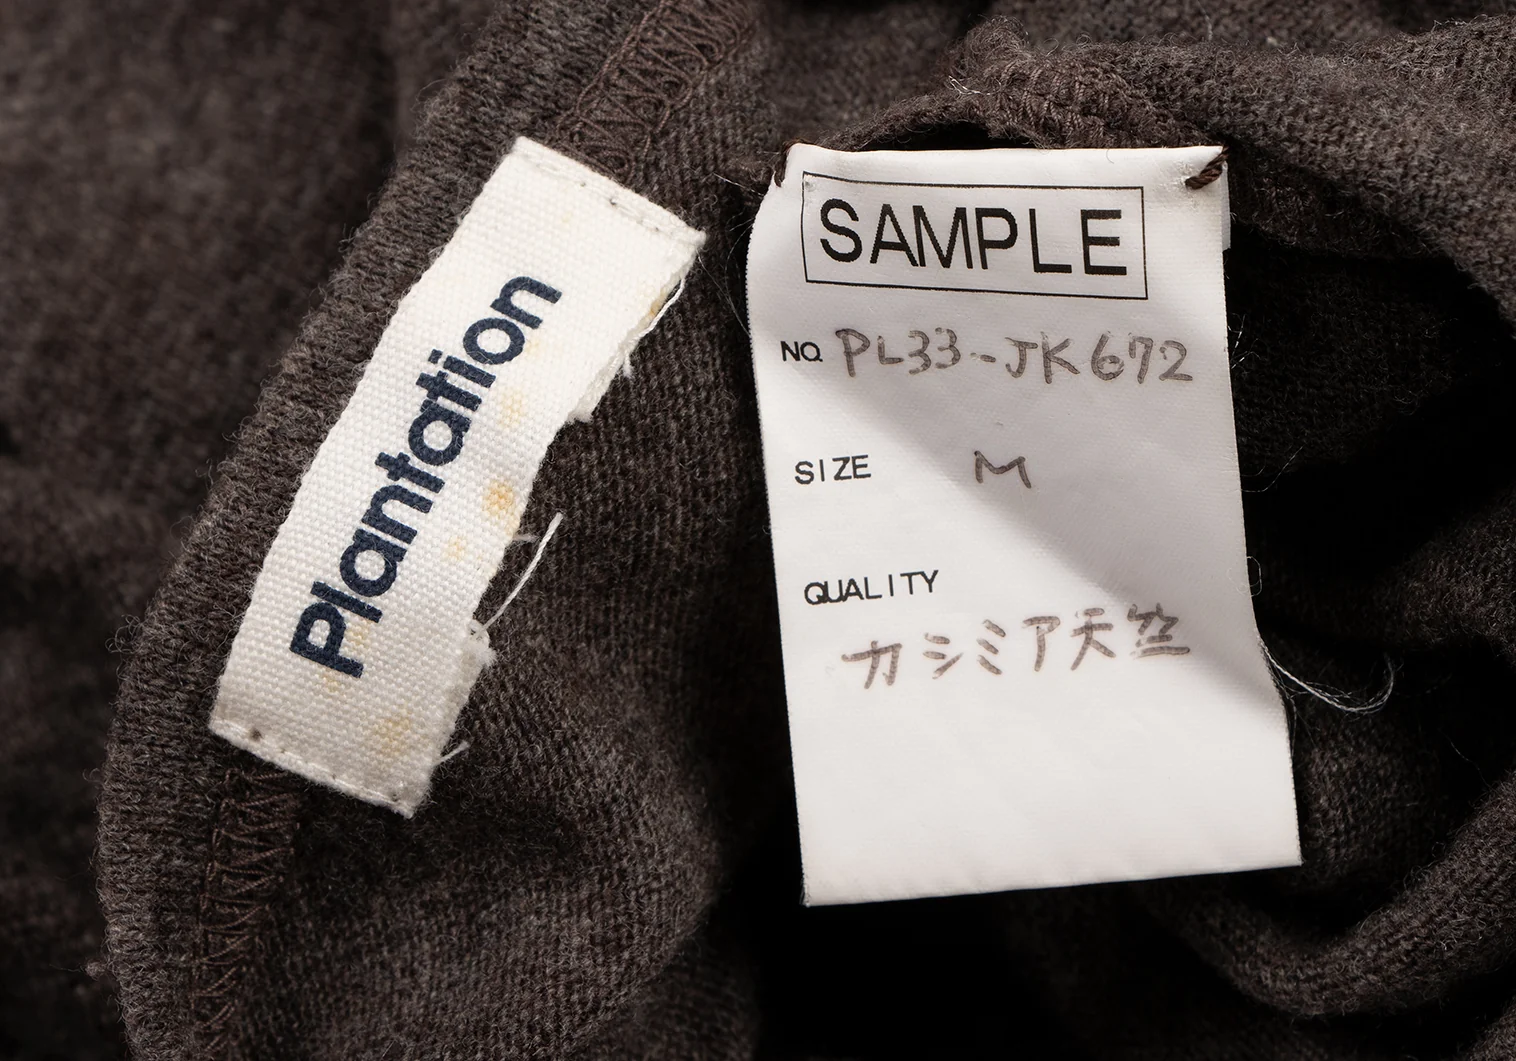 Plantation
SAMPLE
NO. PL33-JK672
SIZE M
QUALITY
カシミア天竺